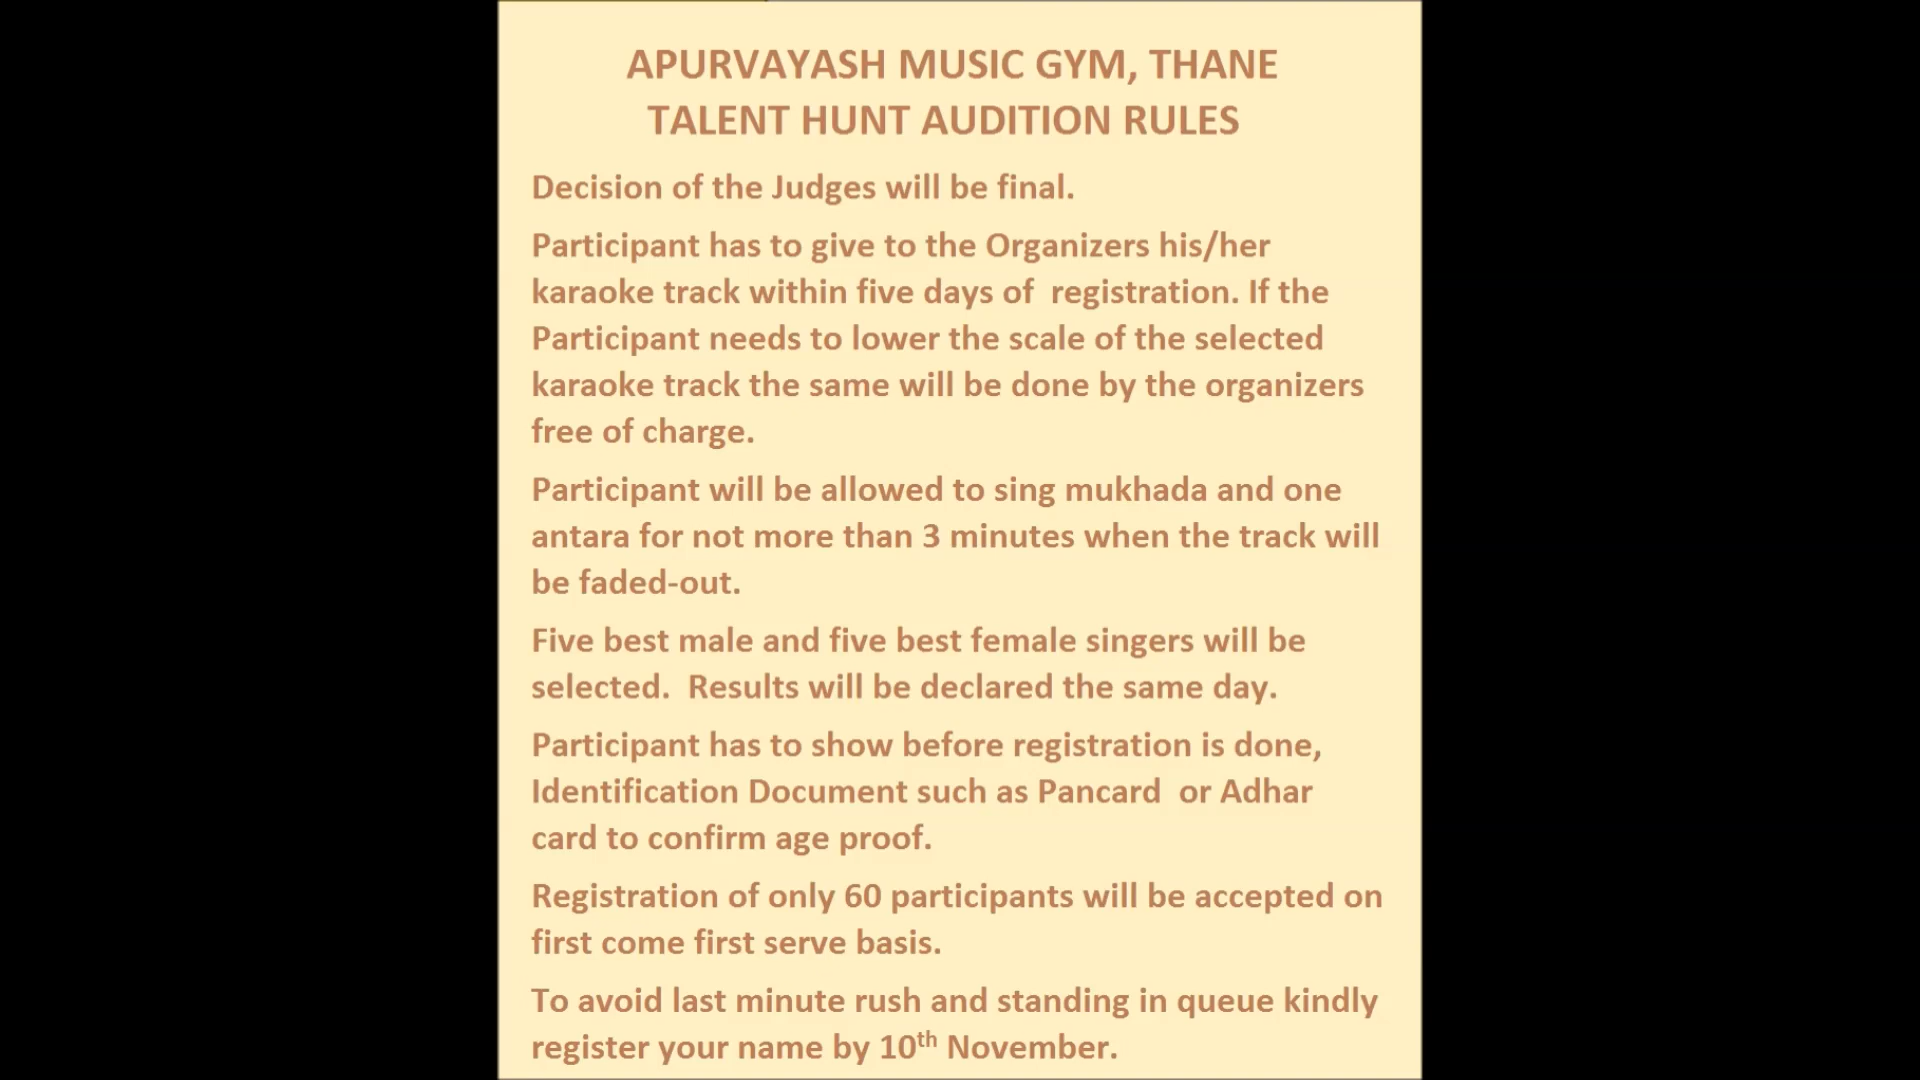 APURVAYASH MUSIC GYM, THANE
TALENT HUNT AUDITION RULES
Decision of the Judges will be final.
Participant has to give to the Organizers his/her
karaoke track within five days of  registration. If the
Participant needs to lower the scale of the selected
karaoke track the same will be done by the organizers
free of charge.
Participant will be allowed to sing mukhada and one
antara for not more than 3 minutes when the track will
be faded-out.
Five best male and five best female singers will be
selected.  Results will be declared the same day.
Participant has to show before registration is done,
Identification Document such as Pancard  or Adhar
card to confirm age proof.
Registration of only 60 participants will be accepted on
first come first serve basis.
To avoid last minute rush and standing in queue kindly
register your name by 10th November.